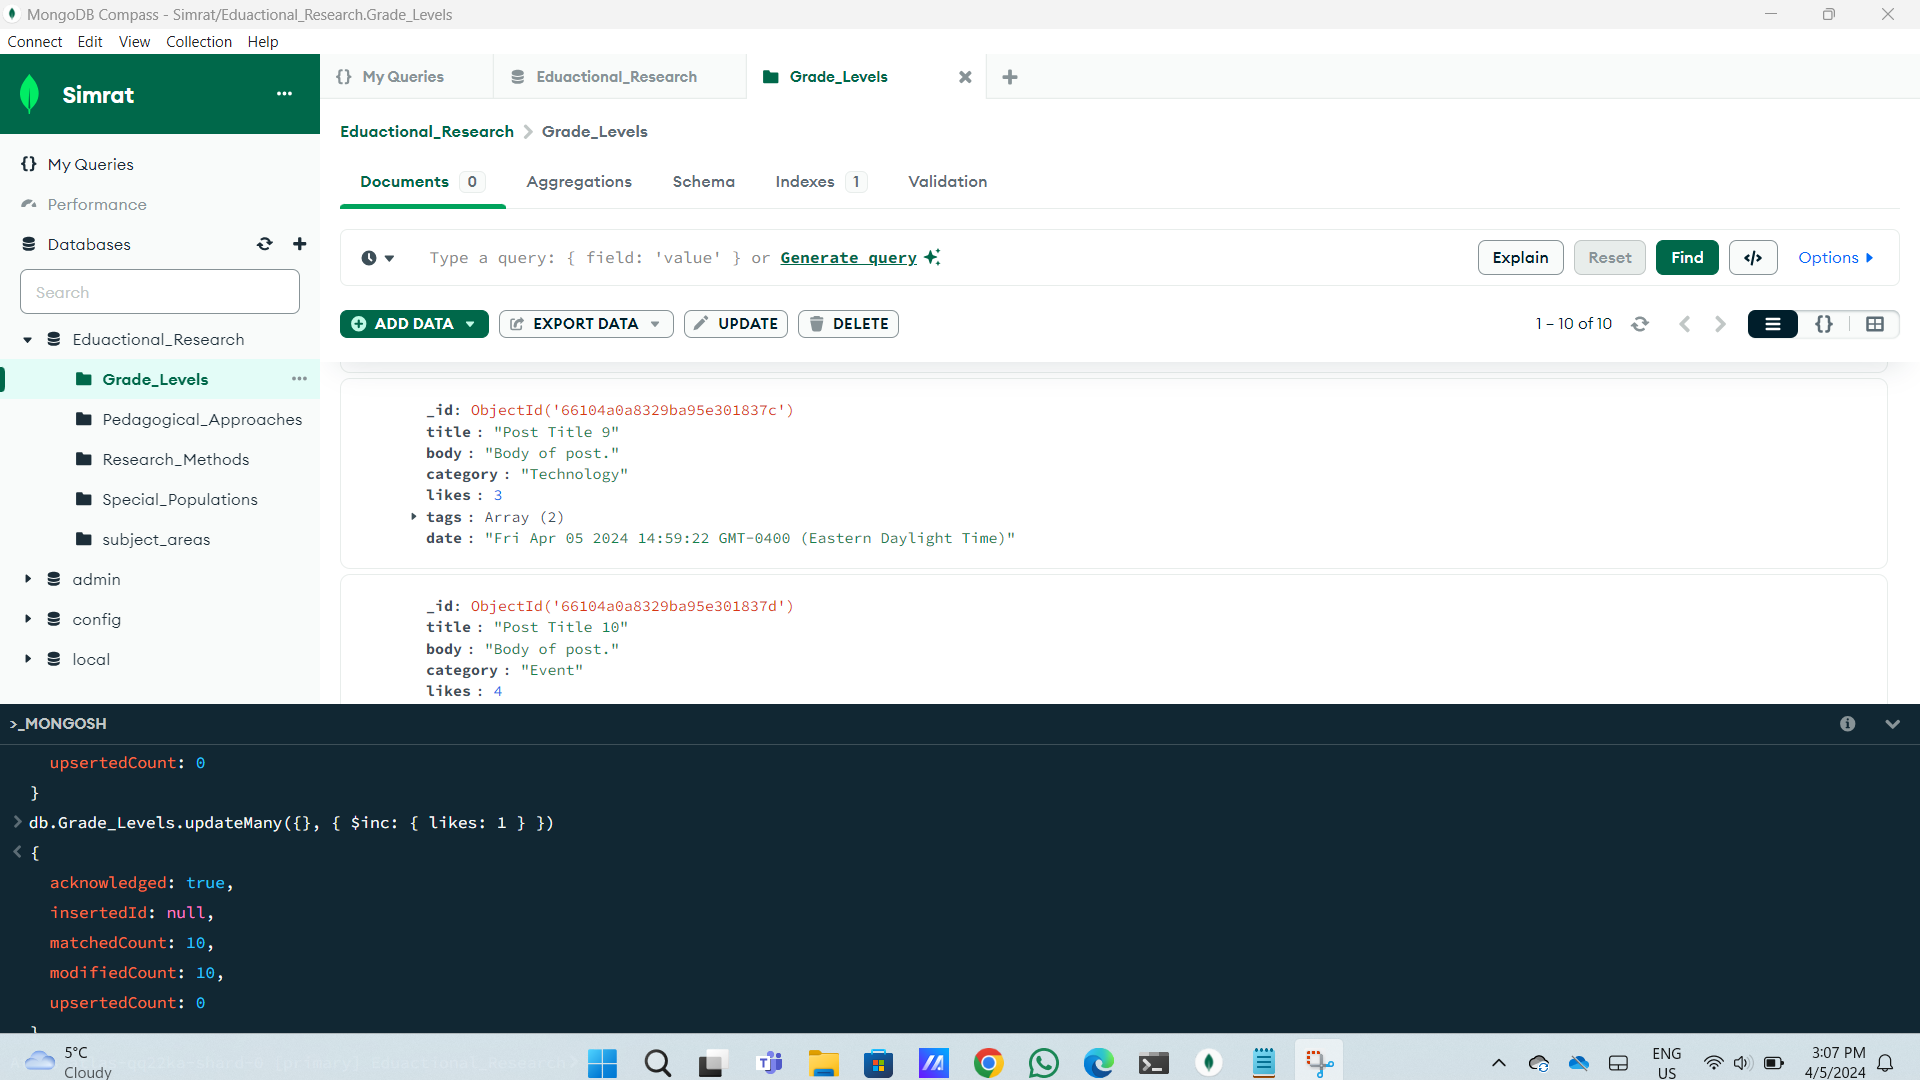 MongoDB Compass - Simrat/Eduactional_Research.Grade_Levels
Connect Edit View Collection Help
Simrat
My Queries
Eduactional_Research
Grade_Levels
Eduactional_Research Grade_Levels
My Queries
Performance
Databases
Search
Eduactional_Research
Grade_Levels
Pedagogical_Approaches
Research_Methods
Special_Populations
subject_areas
admin
config
local
Documents 0 Aggregations Schema Indexes 1 Validation
Type a query: { field: 'value' } or Generate query
Explain Reset Find </> Options
ADD DATA EXPORT DATA UPDATE DELETE
1 – 10 of 10 {}
_id: ObjectId('66104a0a8329ba95e301837c')
title : "Post Title 9"
body : "Body of post."
category : "Technology"
likes : 3
tags : Array (2)
date : "Fri Apr 05 2024 14:59:22 GMT-0400 (Eastern Daylight Time)"
_id: ObjectId('66104a0a8329ba95e301837d')
title : "Post Title 10"
body : "Body of post."
category : "Event"
likes : 4
>_MONGOSH
upsertedCount: 0
}
> db.Grade_Levels.updateMany({}, { $inc: { likes: 1 } })
< {
acknowledged: true,
insertedId: null,
matchedCount: 10,
modifiedCount: 10,
upsertedCount: 0
}
5°C
Cloudy
ENG
US
3:07 PM
4/5/2024